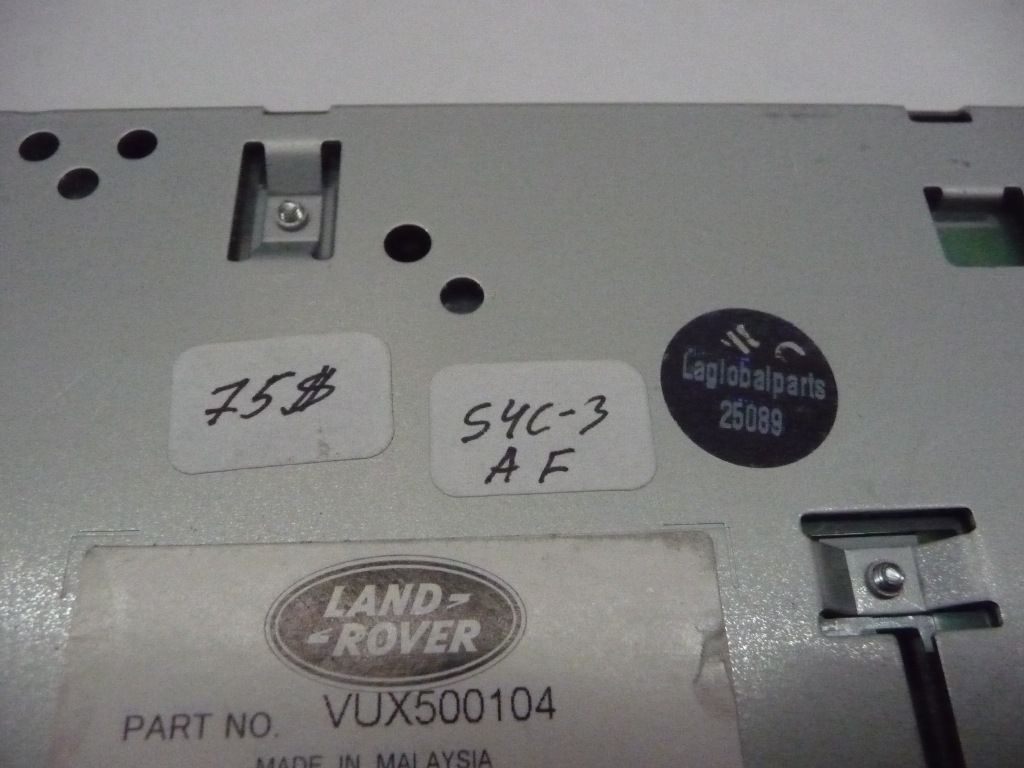 75$
S4C-3
AF
Laglobalparts
25089
LAND-
-ROVER
PART NO. VUX500104
MADE IN MALAYSIA